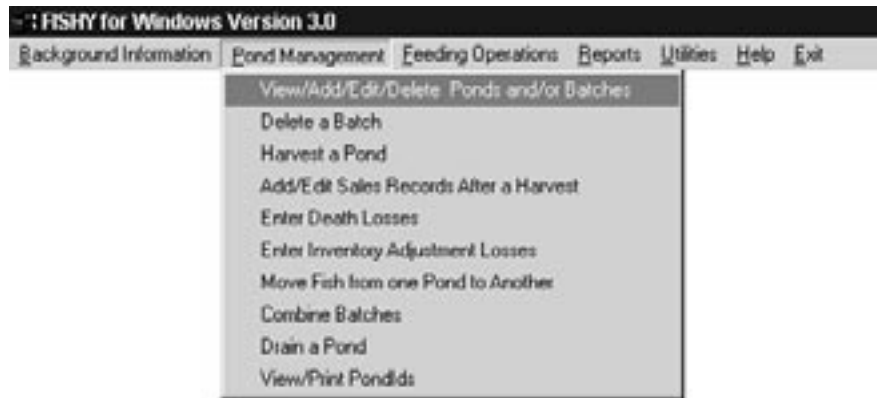 FISHY for Windows Version 3.0
Background Information Pond Management Feeding Operations Reports Utilities Help Exit
View/Add/Edit/Delete Ponds and/or Batches
Delete a Batch
Harvest a Pond
Add/Edit Sales Records After a Harvest
Enter Death Losses
Enter Inventory Adjustment Losses
Move Fish from one Pond to Another
Combine Batches
Drain a Pond
View/Print PondIds